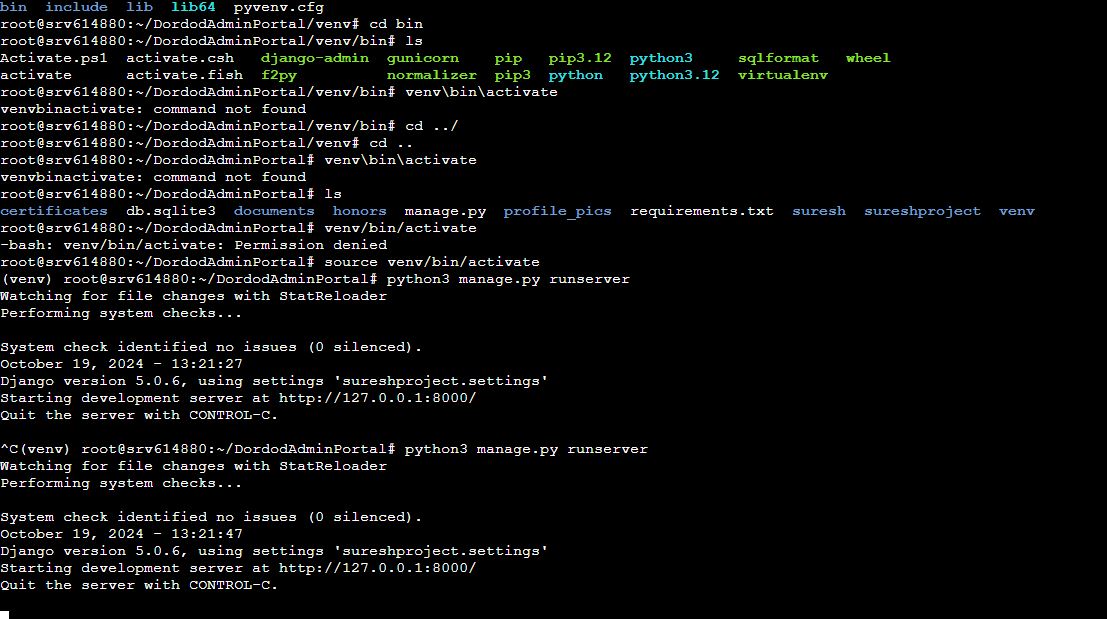 bin  include  lib  lib64  pyvenv.cfg
root@srv614880:~/DordodAdminPortal/venv# cd bin
root@srv614880:~/DordodAdminPortal/venv/bin# ls
Activate.ps1  activate.csh   django-admin  gunicorn    pip   pip3.12  python3     sqlformat   wheel
activate      activate.fish  f2py          normalizer  pip3  python   python3.12  virtualenv
root@srv614880:~/DordodAdminPortal/venv/bin# venv\bin\activate
venvbinactivate: command not found
root@srv614880:~/DordodAdminPortal/venv/bin# cd ../
root@srv614880:~/DordodAdminPortal/venv# cd ..
root@srv614880:~/DordodAdminPortal# venv\bin\activate
venvbinactivate: command not found
root@srv614880:~/DordodAdminPortal# ls
certificates  db.sqlite3  documents  honors  manage.py  profile_pics  requirements.txt  suresh  sureshproject  venv
root@srv614880:~/DordodAdminPortal# venv/bin/activate
-bash: venv/bin/activate: Permission denied
root@srv614880:~/DordodAdminPortal# source venv/bin/activate
(venv) root@srv614880:~/DordodAdminPortal# python3 manage.py runserver
Watching for file changes with StatReloader
Performing system checks...

System check identified no issues (0 silenced).
October 19, 2024 - 13:21:27
Django version 5.0.6, using settings 'sureshproject.settings'
Starting development server at http://127.0.0.1:8000/
Quit the server with CONTROL-C.

^C(venv) root@srv614880:~/DordodAdminPortal# python3 manage.py runserver
Watching for file changes with StatReloader
Performing system checks...

System check identified no issues (0 silenced).
October 19, 2024 - 13:21:47
Django version 5.0.6, using settings 'sureshproject.settings'
Starting development server at http://127.0.0.1:8000/
Quit the server with CONTROL-C.